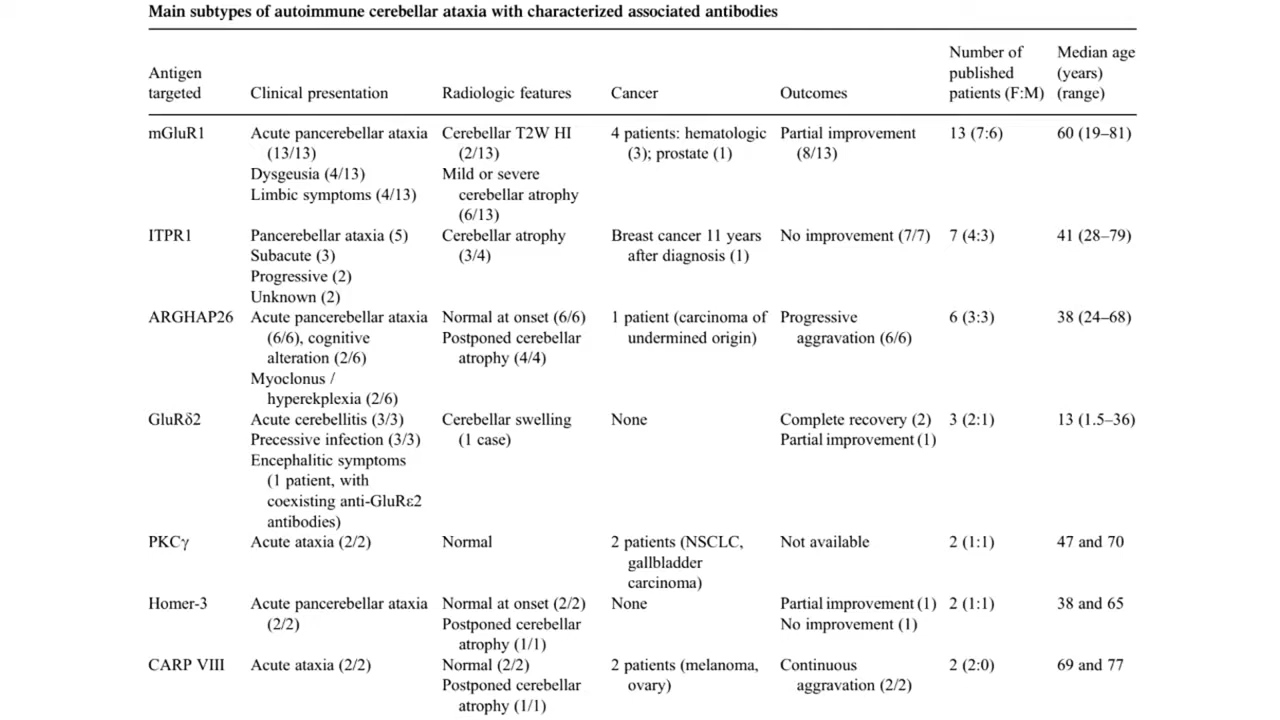 Main subtypes of autoimmune cerebellar ataxia with characterized associated antibodies
Number of Median age
Antigen published (years)
targeted Clinical presentation Radiologic features Cancer Outcomes patients (F:M) (range)
mGluR1 Acute pancerebellar ataxia Cerebellar T2W HI 4 patients: hematologic Partial improvement 13 (7:6) 60 (19–81)
(13/13) (2/13) (3); prostate (1) (8/13)
Dysgeusia (4/13) Mild or severe
Limbic symptoms (4/13) cerebellar atrophy
(6/13)
ITPR1 Pancerebellar ataxia (5) Cerebellar atrophy Breast cancer 11 years No improvement (7/7) 7 (4:3) 41 (28–79)
Subacute (3) (3/4) after diagnosis (1)
Progressive (2)
Unknown (2)
ARGHAP26 Acute pancerebellar ataxia Normal at onset (6/6) 1 patient (carcinoma of Progressive 6 (3:3) 38 (24–68)
(6/6), cognitive Postponed cerebellar undermined origin) aggravation (6/6)
alteration (2/6) atrophy (4/4)
Myoclonus /
hyperekplexia (2/6)
GluRδ2 Acute cerebellitis (3/3) Cerebellar swelling None Complete recovery (2) 3 (2:1) 13 (1.5–36)
Precessive infection (3/3) (1 case) Partial improvement (1)
Encephalitic symptoms
(1 patient, with
coexisting anti-GluRε2
antibodies)
PKCγ Acute ataxia (2/2) Normal 2 patients (NSCLC, Not available 2 (1:1) 47 and 70
gallbladder
carcinoma)
Homer-3 Acute pancerebellar ataxia Normal at onset (2/2) None Partial improvement (1) 2 (1:1) 38 and 65
(2/2) Postponed cerebellar No improvement (1)
atrophy (1/1)
CARP VIII Acute ataxia (2/2) Normal (2/2) 2 patients (melanoma, Continuous 2 (2:0) 69 and 77
Postponed cerebellar ovary) aggravation (2/2)
atrophy (1/1)